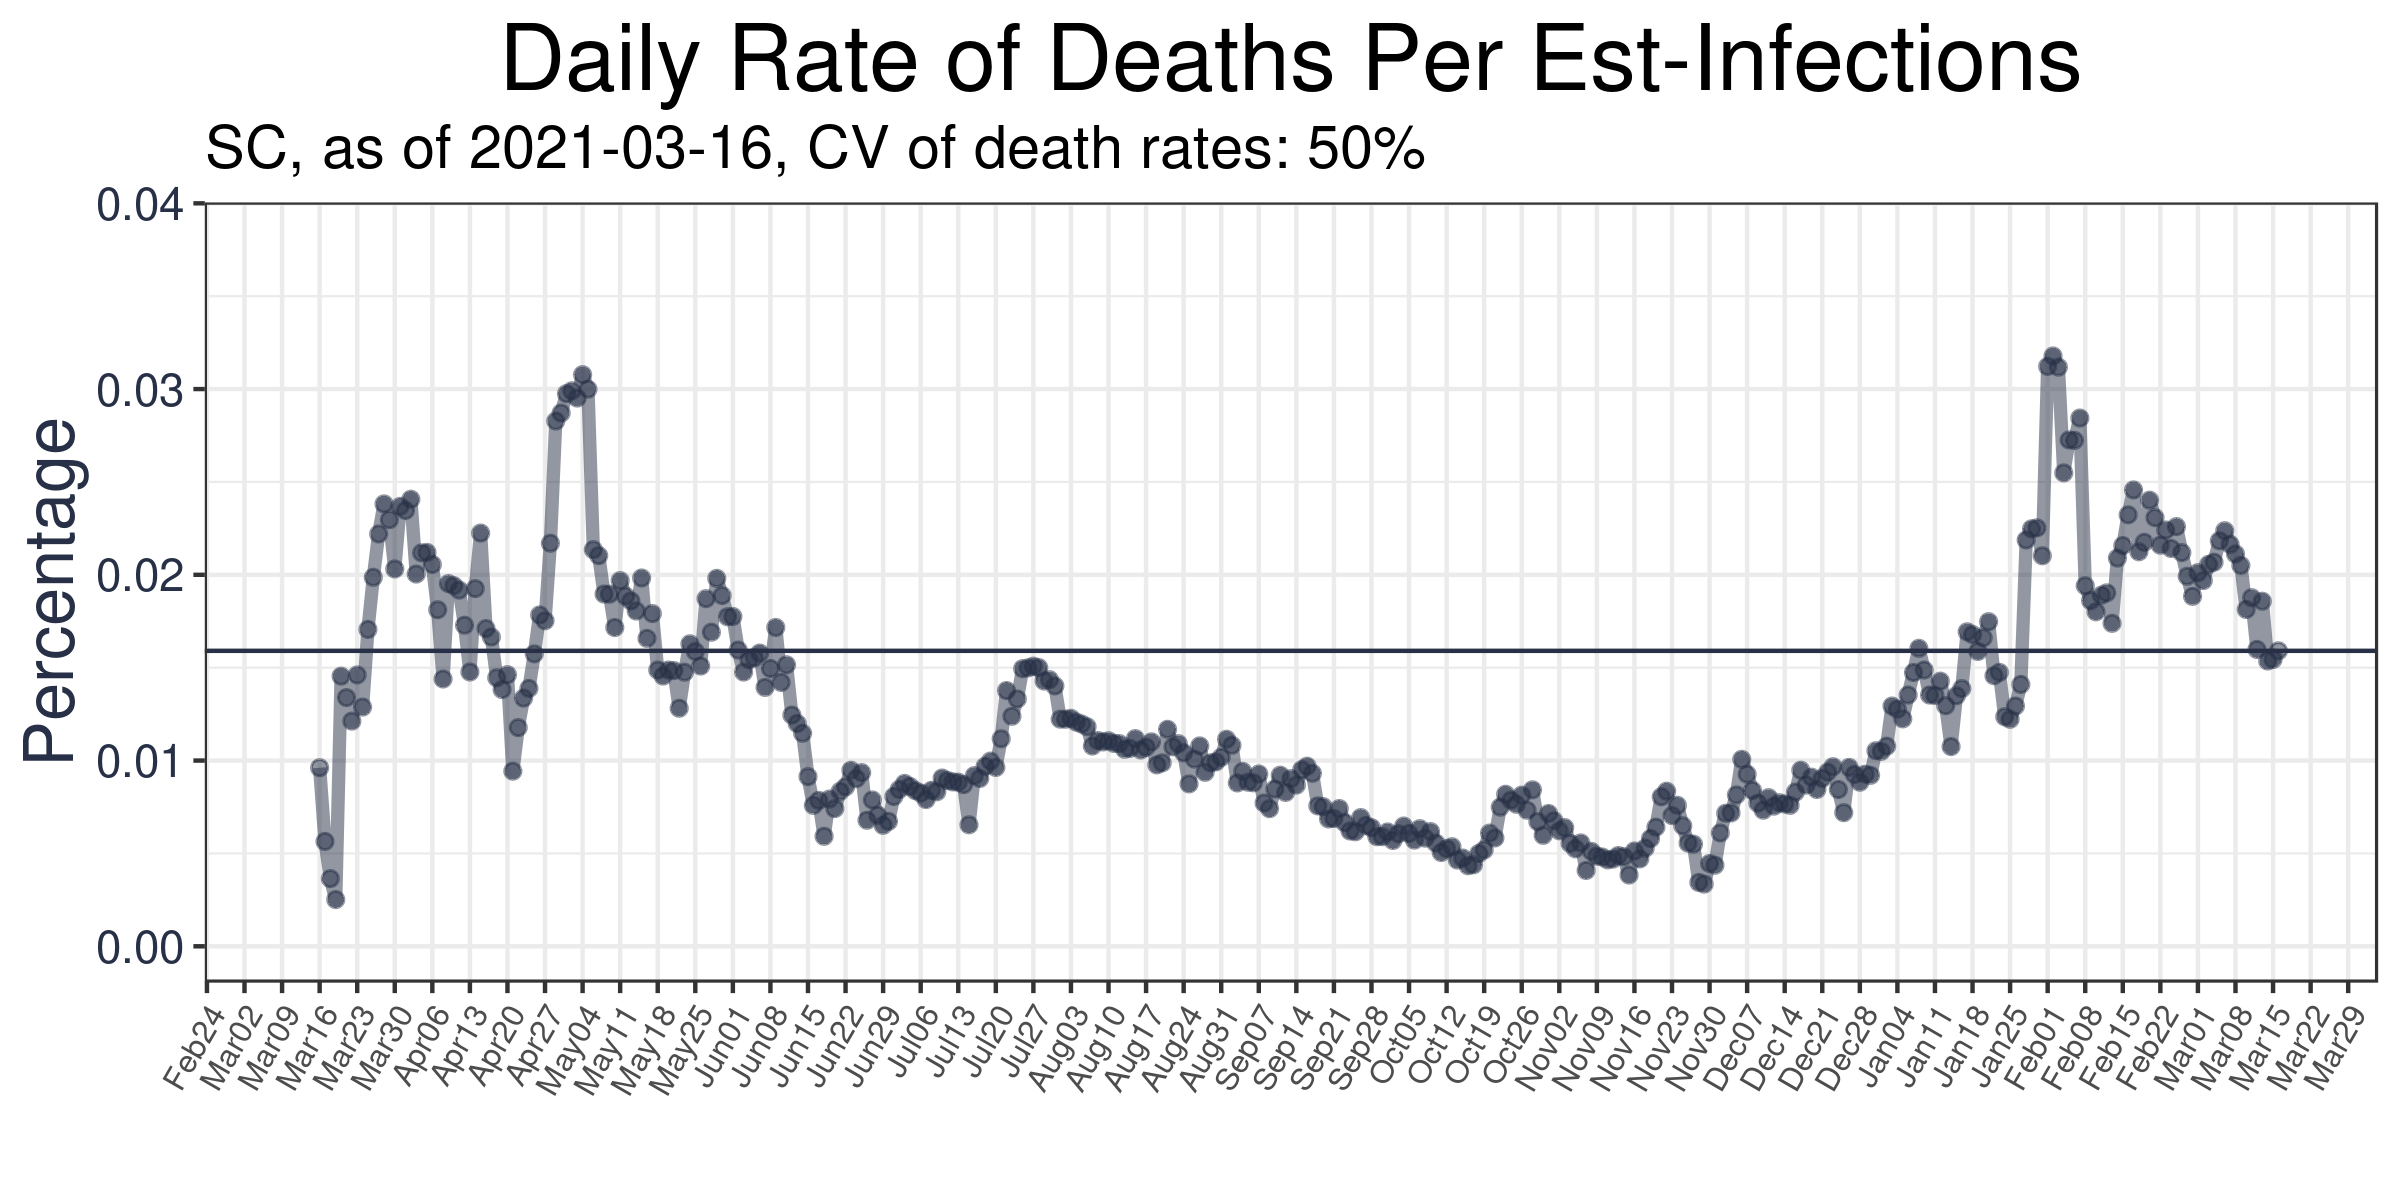 Daily Rate of Deaths Per Est-Infections
SC, as of 2021-03-16, CV of death rates: 50%
Percentage
0.04
0.03
0.02
0.01
0.00
Feb24
Mar02
Mar09
Mar16
Mar23
Mar30
Apr06
Apr13
Apr20
Apr27
May04
May11
May18
May25
Jun01
Jun08
Jun15
Jun22
Jun29
Jul06
Jul13
Jul20
Jul27
Aug03
Aug10
Aug17
Aug24
Aug31
Sep07
Sep14
Sep21
Sep28
Oct05
Oct12
Oct19
Oct26
Nov02
Nov09
Nov16
Nov23
Nov30
Dec07
Dec14
Dec21
Dec28
Jan04
Jan11
Jan18
Jan25
Feb01
Feb08
Feb15
Feb22
Mar01
Mar08
Mar15
Mar22
Mar29